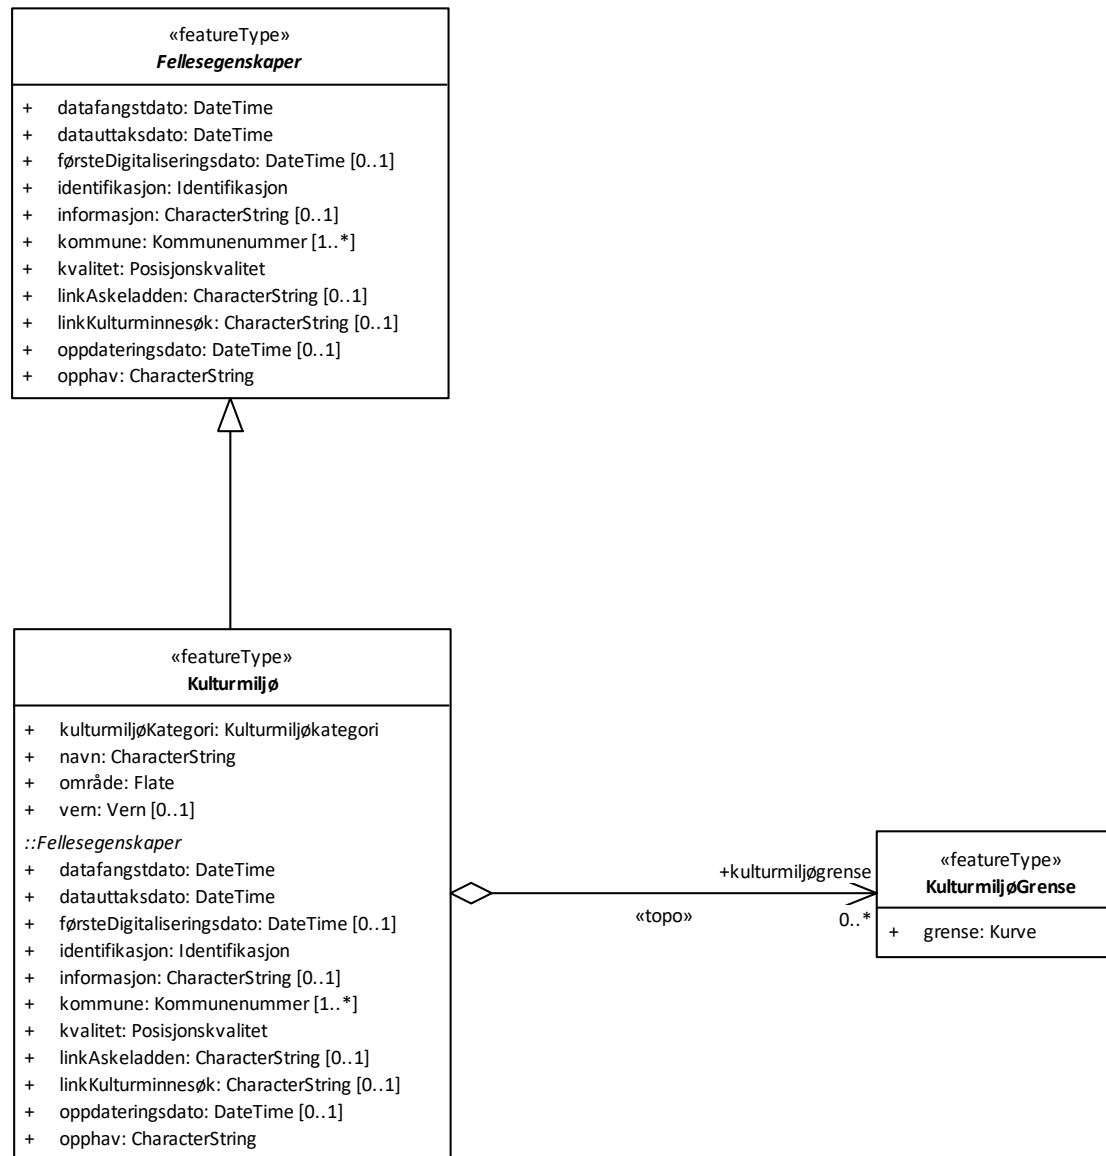 «featureType»
Fellesegenskaper
+ datafangstdato: DateTime
+ datauttaksdato: DateTime
+ førsteDigitaliseringsdato: DateTime [0..1]
+ identifikasjon: Identifikasjon
+ informasjon: CharacterString [0..1]
+ kommune: Kommunenummer [1..*]
+ kvalitet: Posisjonskvalitet
+ linkAskeladden: CharacterString [0..1]
+ linkKulturminnesøk: CharacterString [0..1]
+ oppdateringsdato: DateTime [0..1]
+ opphav: CharacterString
«featureType»
Kulturmiljø
+ kulturmiljøKategori: Kulturmiljøkategori
+ navn: CharacterString
+ område: Flate
+ vern: Vern [0..1]
::Fellesegenskaper
+ datafangstdato: DateTime
+ datauttaksdato: DateTime
+ førsteDigitaliseringsdato: DateTime [0..1]
+ identifikasjon: Identifikasjon
+ informasjon: CharacterString [0..1]
+ kommune: Kommunenummer [1..*]
+ kvalitet: Posisjonskvalitet
+ linkAskeladden: CharacterString [0..1]
+ linkKulturminnesøk: CharacterString [0..1]
+ oppdateringsdato: DateTime [0..1]
+ opphav: CharacterString
+kulturmiljøgrense
«topo»
0..*
«featureType»
KulturmiljøGrense
+ grense: Kurve